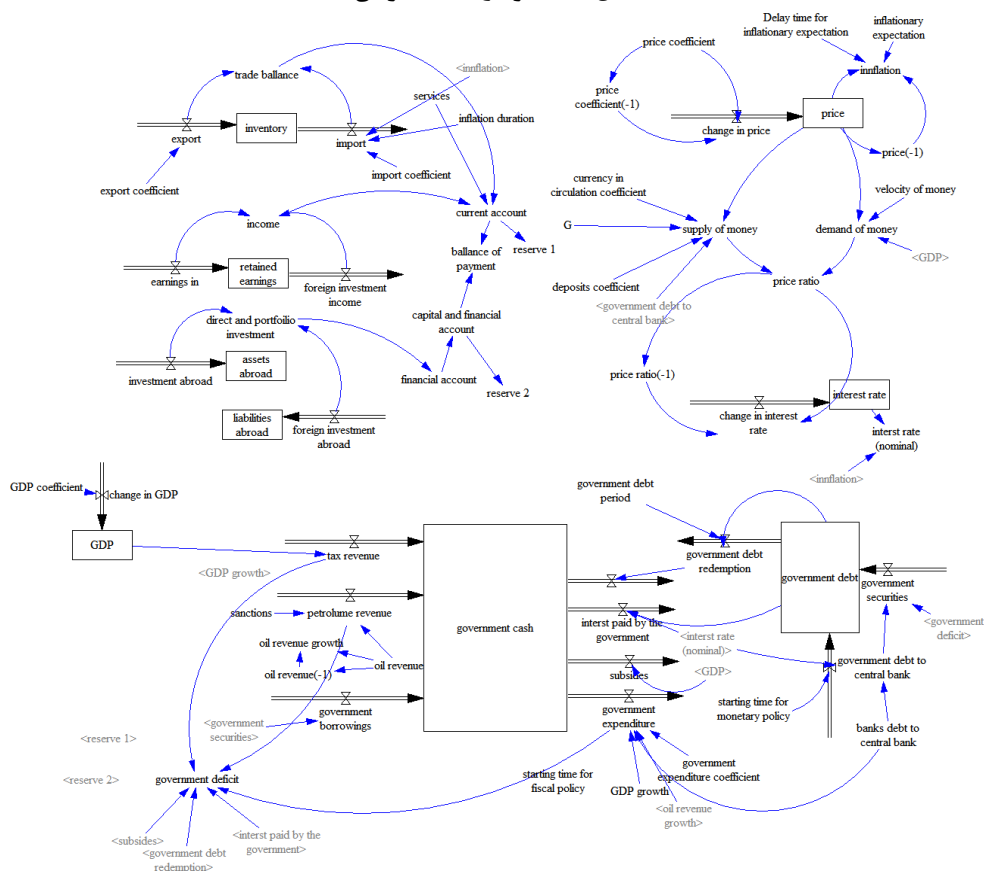 Delay time for
inflationary expectation
inflationary
expectation
price coefficient
trade ballance
<innflation>
innflation
services
price
coefficient(-1)
inventory
price
export
inflation duration
change in price
import
price(-1)
import coefficient
export coefficient
currency in
circulation coefficient
velocity of money
current account
income
G
supply of money
demand of money
reserve 1
ballance of
payment
<GDP>
retained
earnings
earnings in
foreign investment
income
deposits coefficient
price ratio
<government debt to
central bank>
direct and portfoilio
investment
capital and financial
account
assets
abroad
investment abroad
financial account
price ratio(-1)
reserve 2
interest rate
liabilities
abroad
foreign investment
abroad
change in interest
rate
interst rate
(nominal)
<innflation>
GDP coefficient
change in GDP
government debt
period
GDP
tax revenue
government debt
redemption
government debt
<GDP growth>
government
securities
sanctions
petrolume revenue
government cash
interst paid by the
government
<government
deficit>
oil revenue growth
<interst rate
(nominal)>
oil revenue
oil revenue(-1)
subsides
<GDP>
government debt to
central bank
government
borrowings
government
expenditure
starting time for
monetary policy
<government
securities>
banks debt to
central bank
<reserve 1>
<reserve 2>
government deficit
starting time for
fiscal policy
government
expenditure coefficient
GDP growth
<oil revenue
growth>
<subsides>
<interst paid by the
government>
<government debt
redemption>